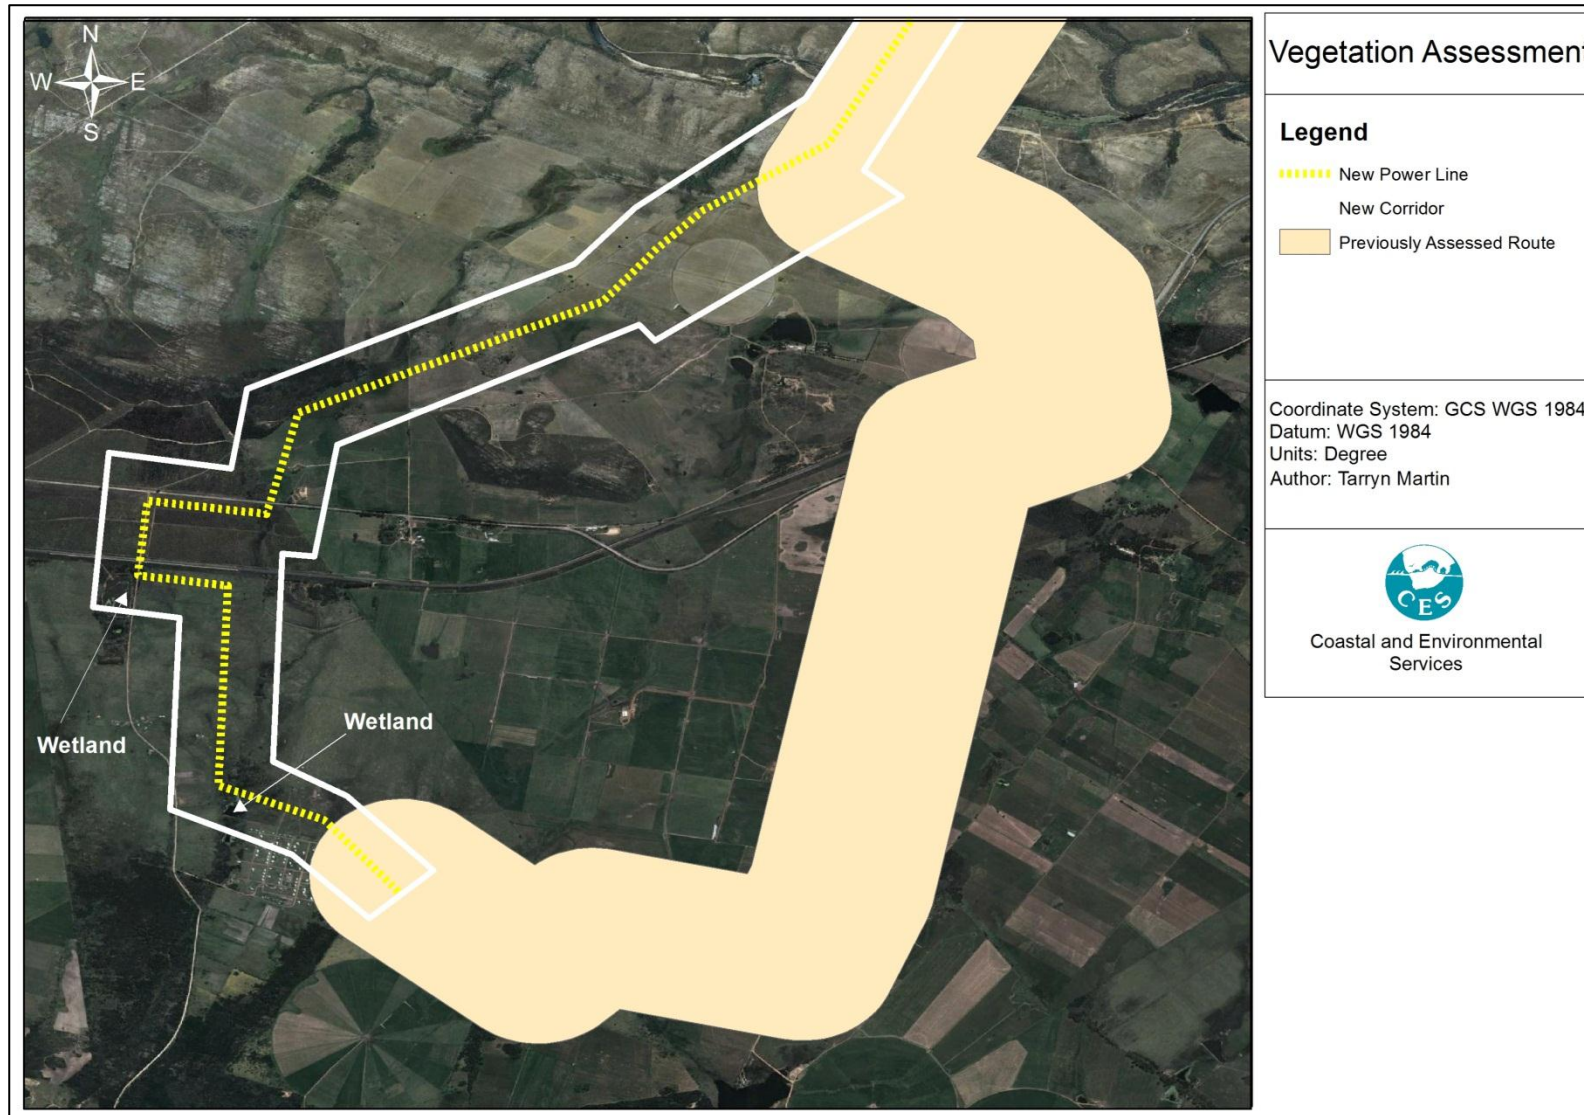 N
W E
S
Wetland
Wetland
Vegetation Assessment
Legend
New Power Line
New Corridor
Previously Assessed Route
Coordinate System: GCS WGS 1984
Datum: WGS 1984
Units: Degree
Author: Tarryn Martin
CES
Coastal and Environmental
Services